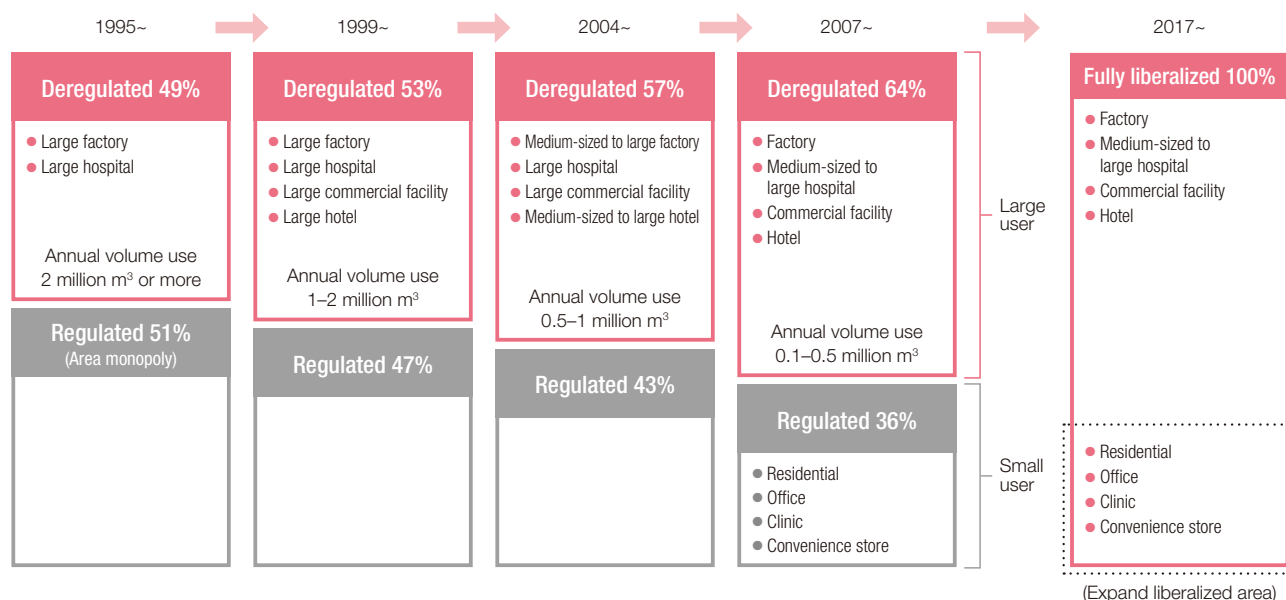 1995~
1999~
2004~
2007~
2017~
Deregulated 49%
Large factory
Large hospital
Annual volume use
2 million m³ or more
Regulated 51%
(Area monopoly)
Deregulated 53%
Large factory
Large hospital
Large commercial facility
Large hotel
Annual volume use
1–2 million m³
Regulated 47%
Deregulated 57%
Medium-sized to large factory
Large hospital
Large commercial facility
Medium-sized to large hotel
Annual volume use
0.5–1 million m³
Regulated 43%
Deregulated 64%
Factory
Medium-sized to
large hospital
Commercial facility
Hotel
Annual volume use
0.1–0.5 million m³
Regulated 36%
Residential
Office
Clinic
Convenience store
Large
user
Small
user
Fully liberalized 100%
Factory
Medium-sized to
large hospital
Commercial facility
Hotel
Residential
Office
Clinic
Convenience store
(Expand liberalized area)